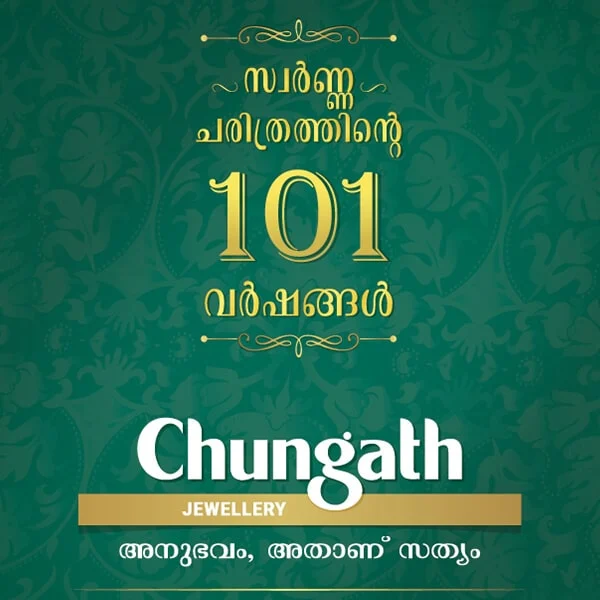 സ്വർണ്ണ
ചരിത്രത്തിന്റെ
101
വർഷങ്ങൾ
Chungath
JEWELLERY
അനുഭവം, അതാണ് സത്യം